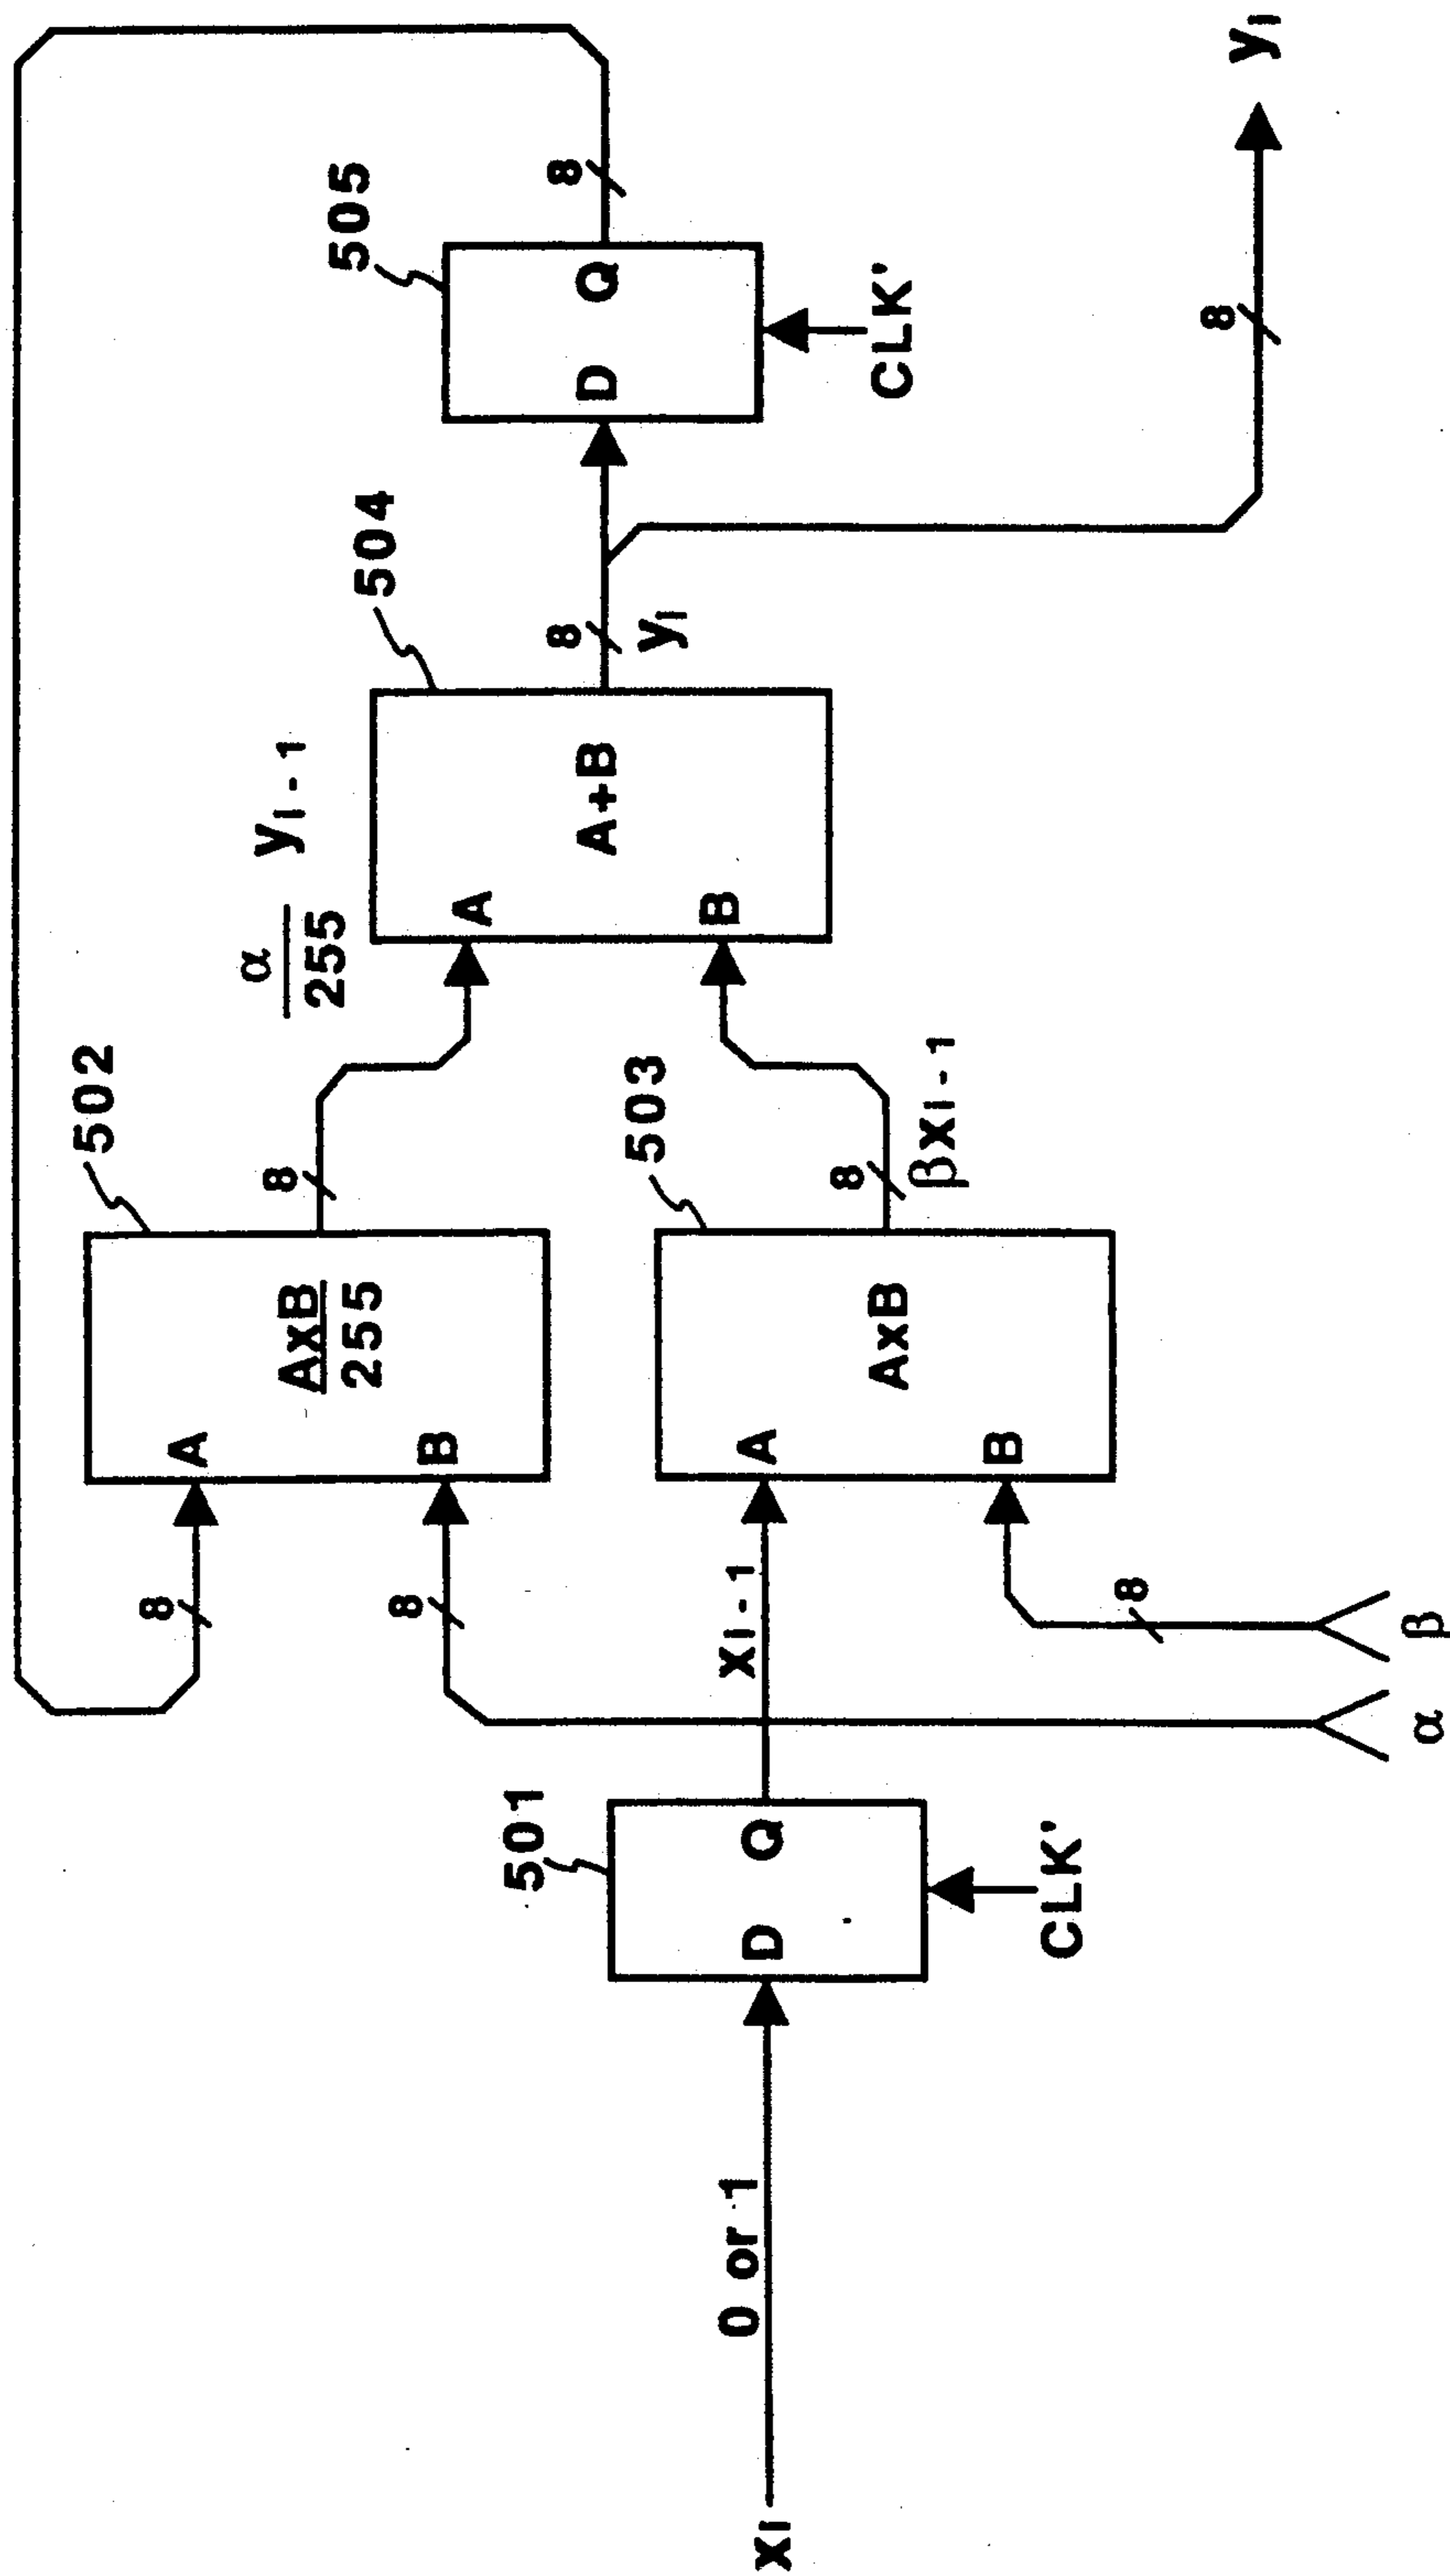 xi
0 or 1
501
D Q
CLK'
xi-1
α
β
8
8
8
502
A
B
AxB
255
8
503
A
B
AxB
8
βxi-1
α
255
yi-1
504
A
B
A+B
8
yi
505
D Q
CLK'
8
8
yi